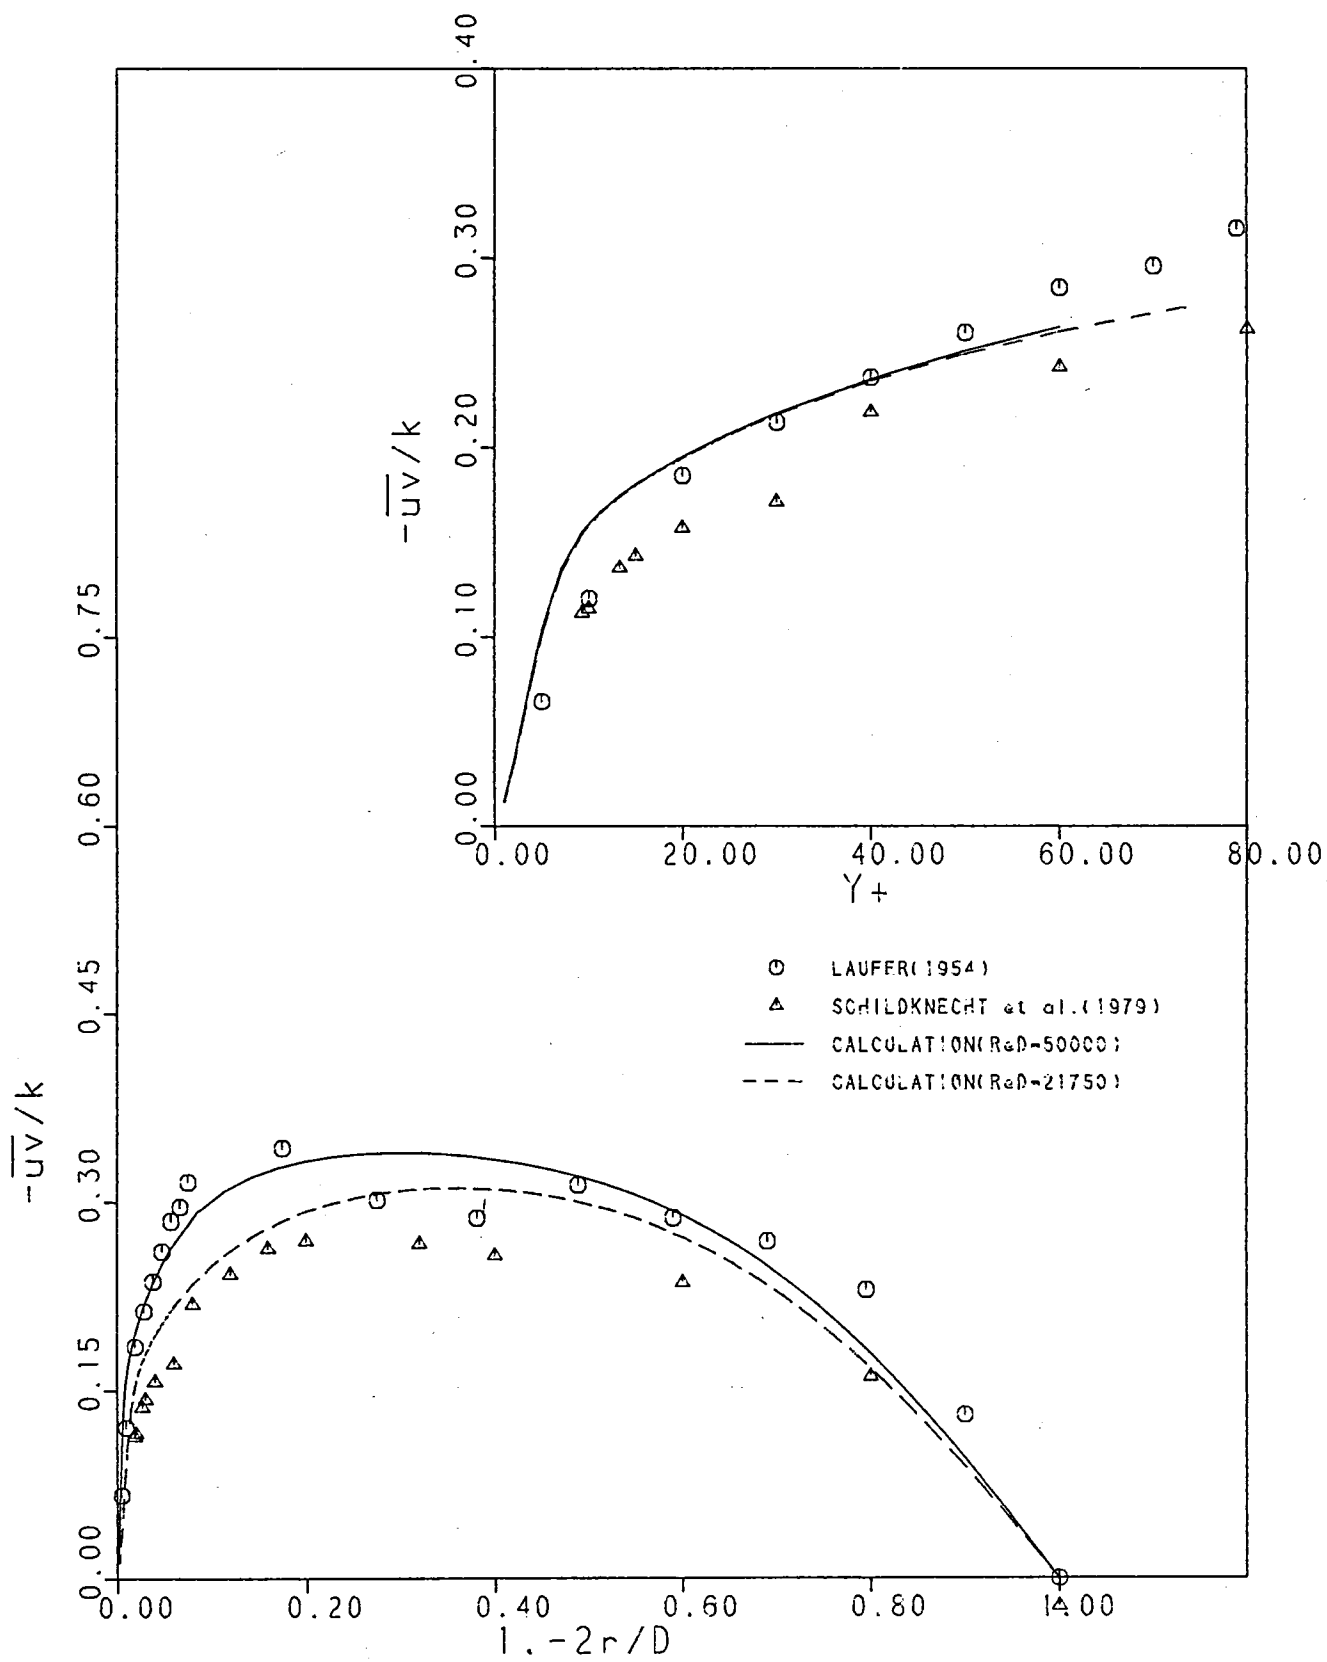 0.40
0.30
0.20
0.10
0.00
-uv/k
0.00 20.00 40.00 60.00 80.00
Y+
LAUFER(1954)
SCHILDKNECHT et al.(1979)
CALCULATION(ReD=50000)
CALCULATION(ReD=21750)
0.75
0.60
0.45
0.30
0.15
0.00
-uv/k
0.00 0.20 0.40 0.60 0.80 1.00
1.-2r/D